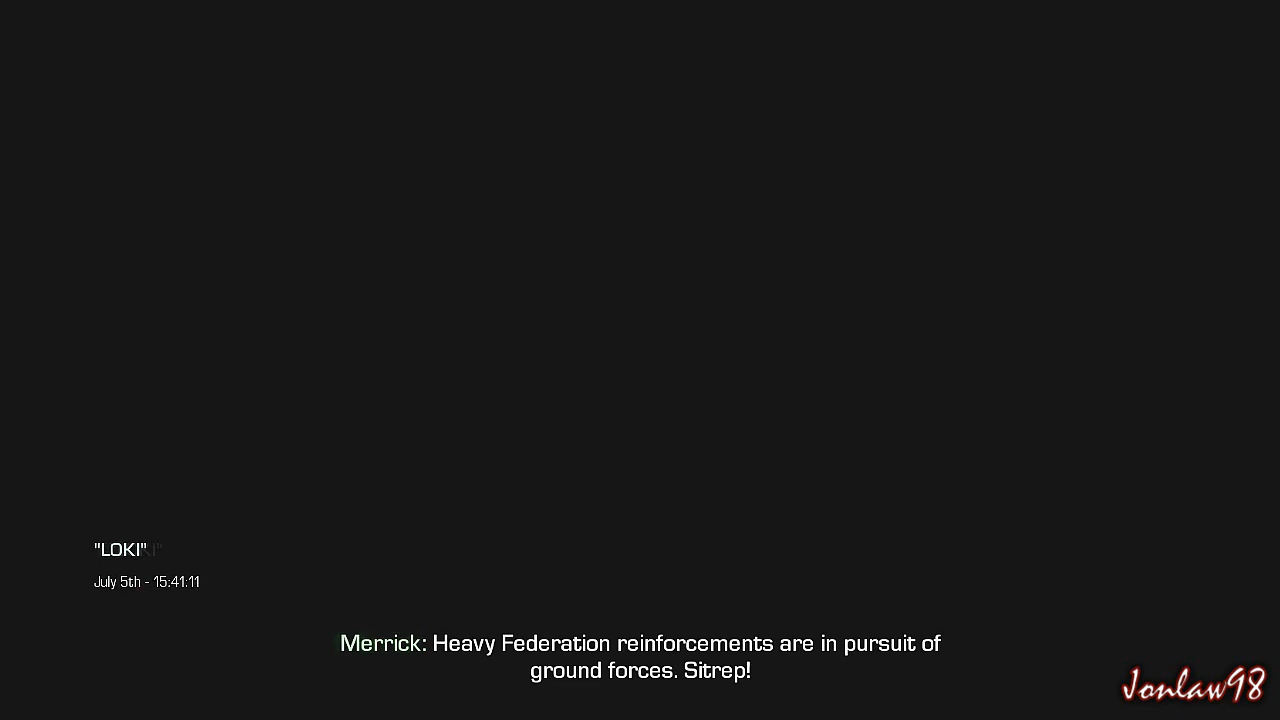 "LOKI"
July 5th - 15:41:11
Merrick: Heavy Federation reinforcements are in pursuit of
ground forces. Sitrep!
Jonlaw98